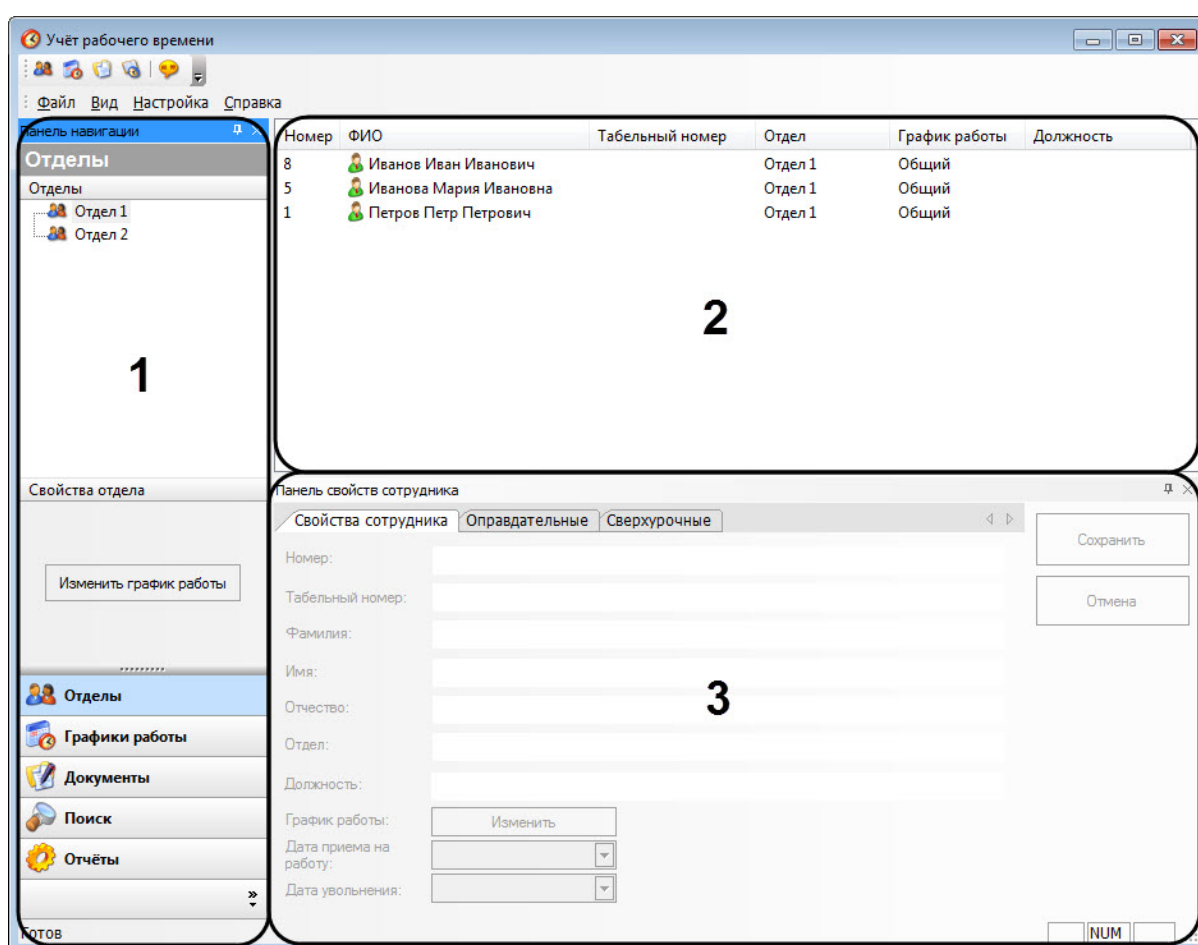 Учёт рабочего времени
Файл Вид Настройка Справка
Панель навигации
Отделы
Отделы
Отдел 1
Отдел 2
1
Свойства отдела
Изменить график работы
Отделы
Графики работы
Документы
Поиск
Отчёты
Готов
Номер ФИО Табельный номер Отдел График работы Должность
8 Иванов Иван Иванович Отдел 1 Общий
5 Иванова Мария Ивановна Отдел 1 Общий
1 Петров Петр Петрович Отдел 1 Общий
2
Панель свойств сотрудника
Свойства сотрудника Оправдательные Сверхурочные
Сохранить
Отмена
Номер:
Табельный номер:
Фамилия:
Имя:
Отчество:
3
Отдел:
Должность:
График работы: Изменить
Дата приема на
работу:
Дата увольнения:
NUM